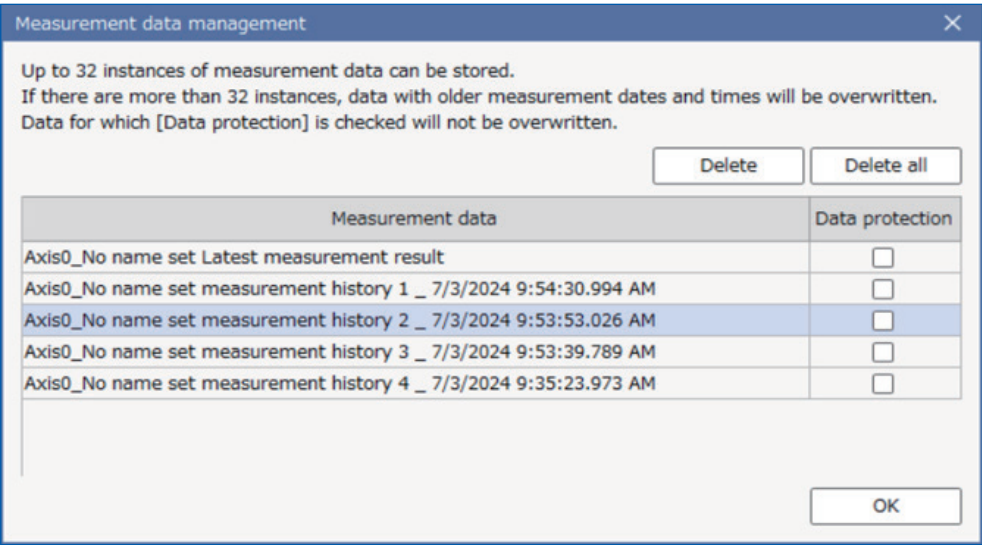 Measurement data management
Up to 32 instances of measurement data can be stored.
If there are more than 32 instances, data with older measurement dates and times will be overwritten.
Data for which [Data protection] is checked will not be overwritten.
Delete Delete all
Measurement data Data protection
Axis0_No name set Latest measurement result
Axis0_No name set measurement history 1 _ 7/3/2024 9:54:30.994 AM
Axis0_No name set measurement history 2 _ 7/3/2024 9:53:53.026 AM
Axis0_No name set measurement history 3 _ 7/3/2024 9:53:39.789 AM
Axis0_No name set measurement history 4 _ 7/3/2024 9:35:23.973 AM
OK